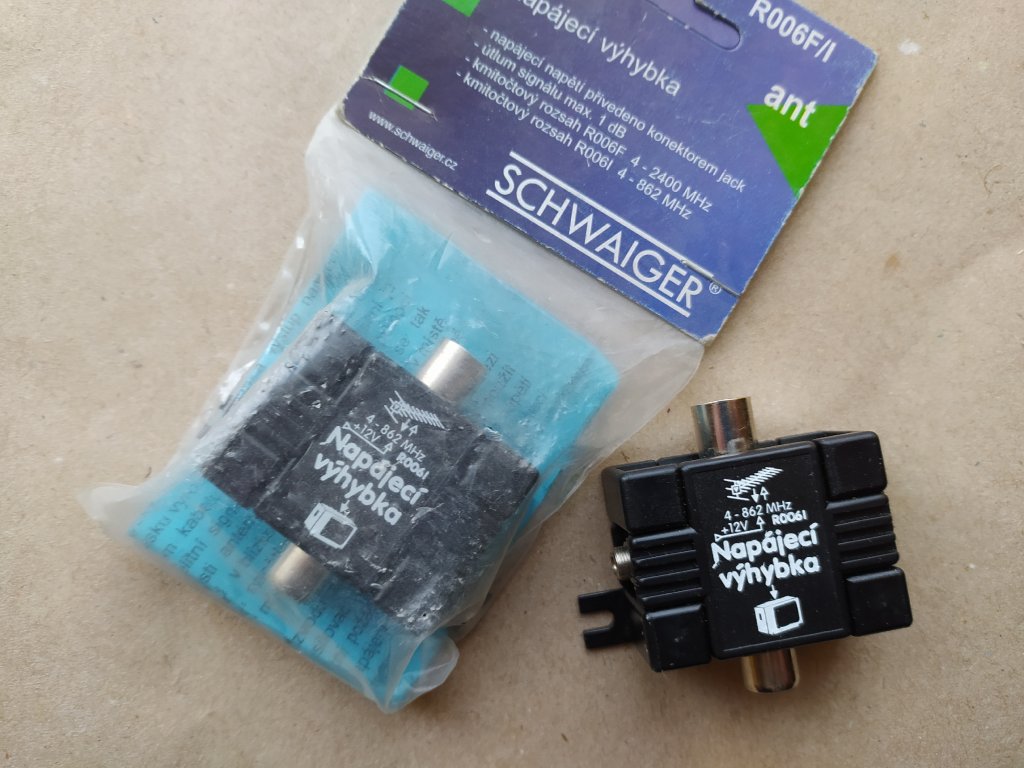 R006F/I
Napájecí výhybka
- napájecí napětí přivedeno konektorem jack
- útlum signálu max. 1 dB
- kmitočtový rozsah R006F 4 - 2400 MHz
- kmitočtový rozsah R006I 4 - 862 MHz
ant
www.schwaiger.cz
SCHWAIGER®
se lak
4-862 MHz
+12V R006I
Napájecí
výhybka
4-862 MHz
+12V R006I
Napájecí
výhybka